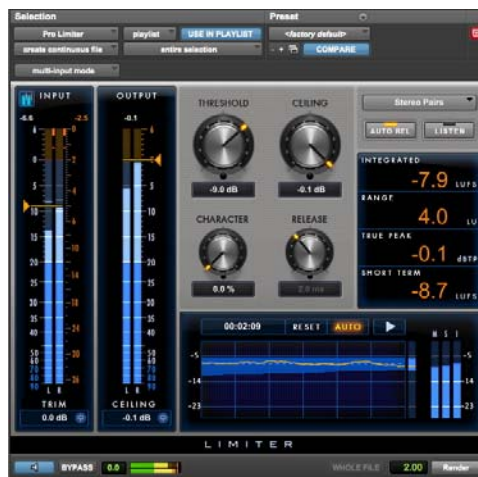 Selection Preset
Pro Limiter playlist USE IN PLAYLIST <factory default>
create continuous file entire selection - + COMPARE
multi-input mode
INPUT OUTPUT THRESHOLD CEILING Stereo Pairs
-6.6 -2.5 -0.1
AUTO REL LISTEN
-9.0 dB -0.1 dB
INTEGRATED
-7.9 LUFS
RANGE
4.0 LU
CHARACTER RELEASE
TRUE PEAK
-0.1 dBTP
SHORT TERM
0.0 % 2.0 ms
-8.7 LUFS
00:02:09 RESET AUTO M S I
-5 -5
-14 -14
-23 -23
L R L R
TRIM CEILING
0.0 dB -0.1 dB
LIMITER
BYPASS 0.0 WHOLE FILE 2.00 Render